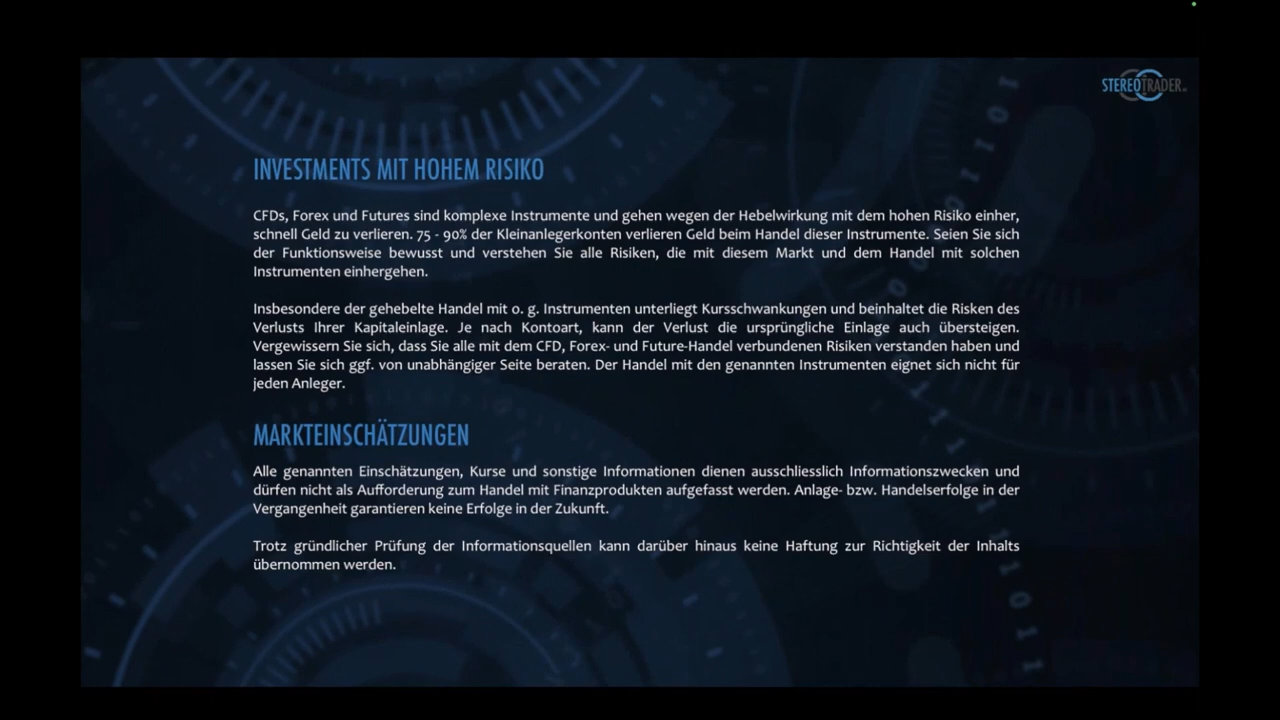 STEREOTRADER
INVESTMENTS MIT HOHEM RISIKO
CFDs, Forex und Futures sind komplexe Instrumente und gehen wegen der Hebelwirkung mit dem hohen Risiko einher,
schnell Geld zu verlieren. 75 - 90% der Kleinanlegerkonten verlieren Geld beim Handel dieser Instrumente. Seien Sie sich
der Funktionsweise bewusst und verstehen Sie alle Risiken, die mit diesem Markt und dem Handel mit solchen
Instrumenten einhergehen.
Insbesondere der gehebelte Handel mit o. g. Instrumenten unterliegt Kursschwankungen und beinhaltet die Risken des
Verlusts Ihrer Kapitaleinlage. Je nach Kontoart, kann der Verlust die ursprüngliche Einlage auch übersteigen.
Vergewissern Sie sich, dass Sie alle mit dem CFD, Forex- und Future-Handel verbundenen Risiken verstanden haben und
lassen Sie sich ggf. von unabhängiger Seite beraten. Der Handel mit den genannten Instrumenten eignet sich nicht für
jeden Anleger.
MARKTEINSCHÄTZUNGEN
Alle genannten Einschätzungen, Kurse und sonstige Informationen dienen ausschliesslich Informationszwecken und
dürfen nicht als Aufforderung zum Handel mit Finanzprodukten aufgefasst werden. Anlage- bzw. Handelserfolge in der
Vergangenheit garantieren keine Erfolge in der Zukunft.
Trotz gründlicher Prüfung der Informationsquellen kann darüber hinaus keine Haftung zur Richtigkeit der Inhalts
übernommen werden.